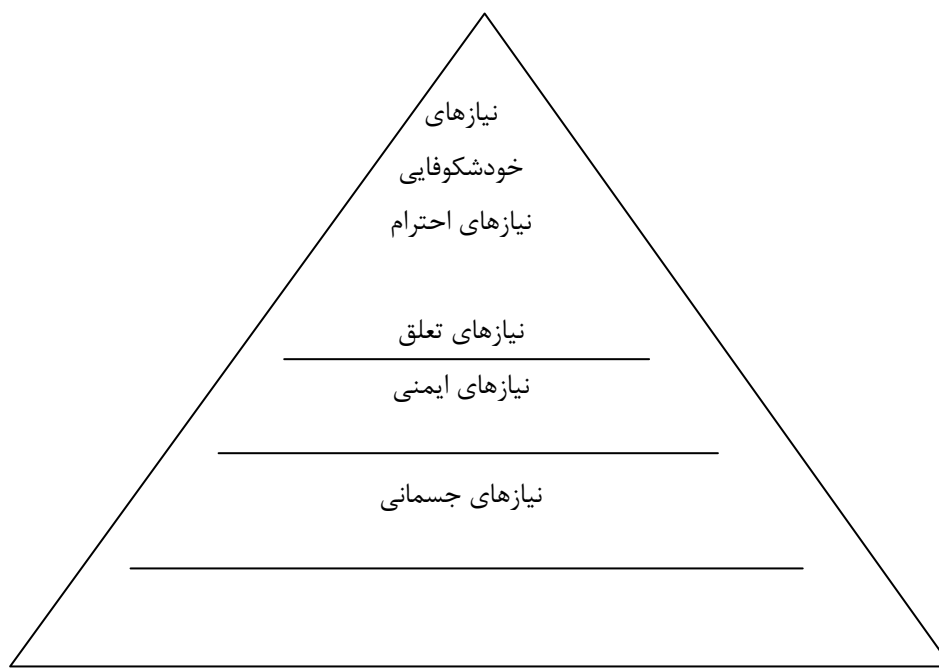 نیازهای
خودشکوفایی
نیازهای احترام
نیازهای تعلق
نیازهای ایمنی
نیازهای جسمانی